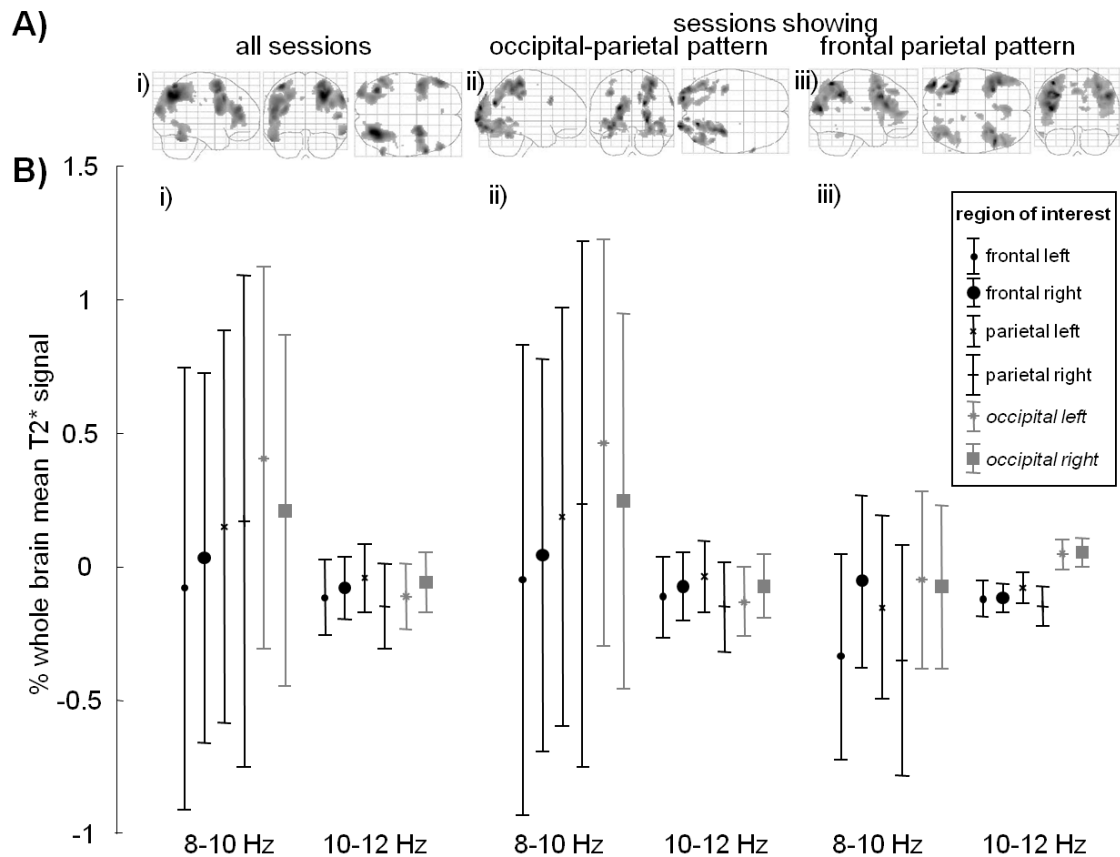 A)
sessions showing
all sessions
occipital-parietal pattern
frontal parietal pattern
i)
ii)
iii)
B)
1.5
1
0.5
0
-0.5
-1
% whole brain mean T2* signal
i)
ii)
iii)
region of interest
frontal left
frontal right
parietal left
parietal right
occipital left
occipital right
8-10 Hz
10-12 Hz
8-10 Hz
10-12 Hz
8-10 Hz
10-12 Hz